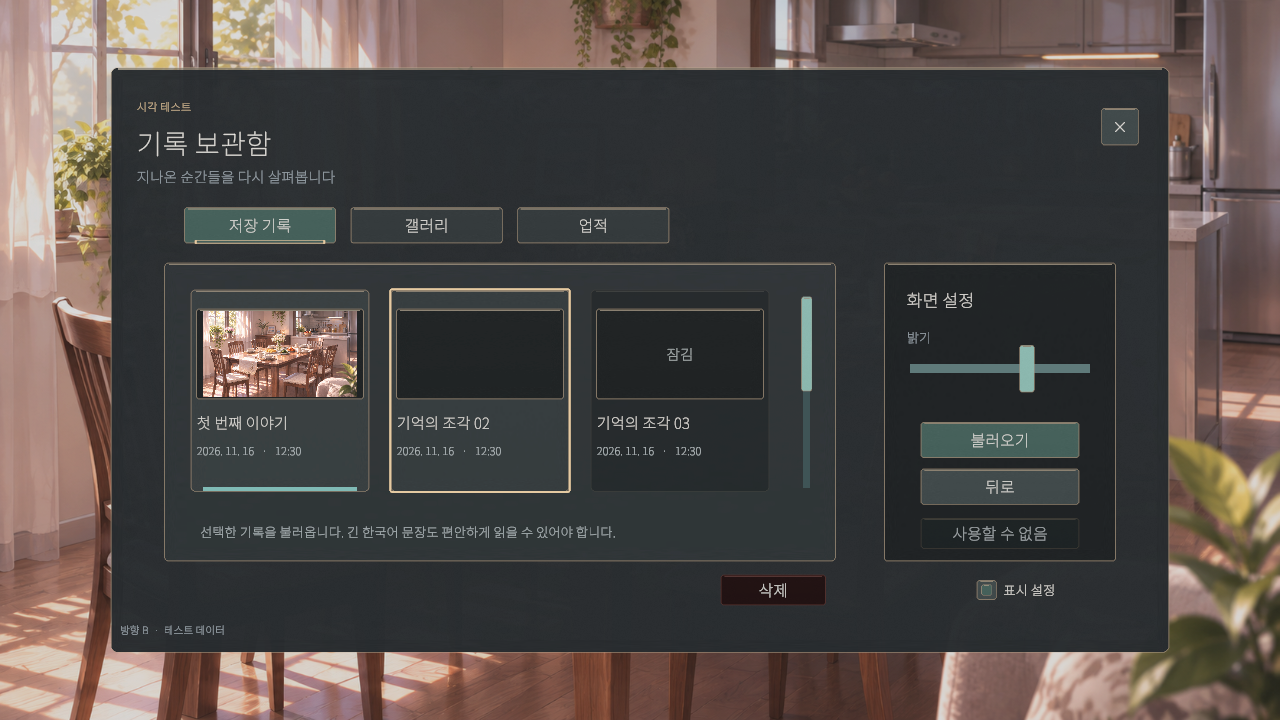 시각 테스트
기록 보관함
×
지나온 순간들을 다시 살펴봅니다
저장 기록
갤러리
업적
잠김
첫 번째 이야기
2026. 11. 16 · 12:30
기억의 조각 02
2026. 11. 16 · 12:30
기억의 조각 03
2026. 11. 16 · 12:30
선택한 기록을 불러옵니다. 긴 한국어 문장도 편안하게 읽을 수 있어야 합니다.
화면 설정
밝기
불러오기
뒤로
사용할 수 없음
삭제
표시 설정
방향 B · 테스트 데이터